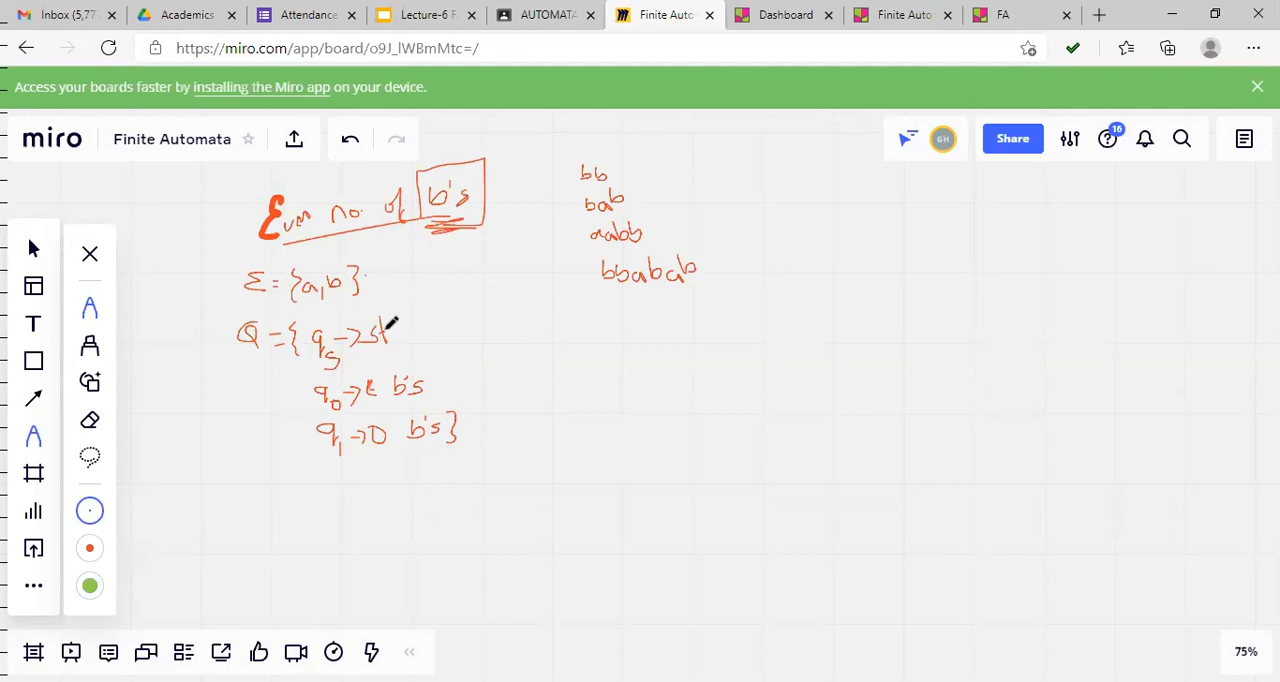 Inbox (5,77
Academics
Attendance
Lecture-6 F
AUTOMATA
Finite Auto
Dashboard
Finite Auto
FA
https://miro.com/app/board/o9J_lWBmMtc=/
Access your boards faster by installing the Miro app on your device.
miro
Finite Automata
GH
Share
16
Even no. of b's
Σ = {a, b}
Q = { qs → st
q0 → E b's
q1 → O b's}
bb
bab
aabb
bbabab
T
75%